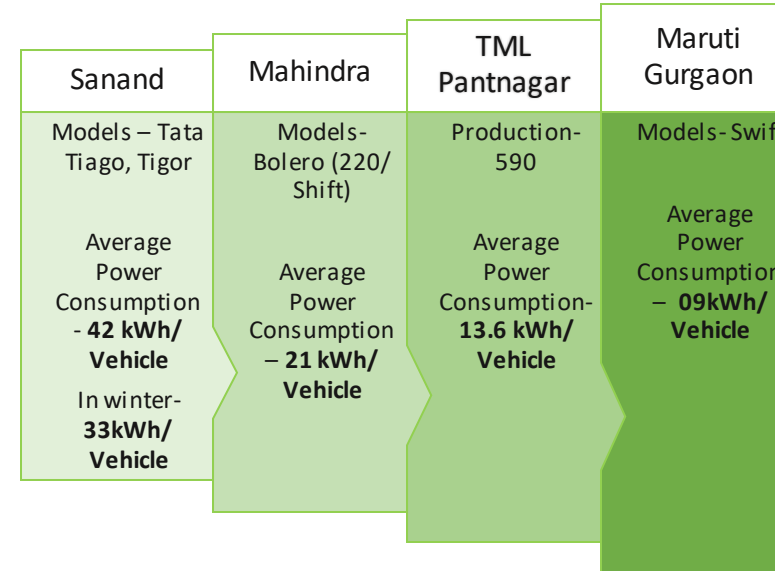 Sanand
Models – Tata
Tiago, Tigor
Average
Power
Consumption
- 42 kWh/
Vehicle
In winter-
33kWh/
Vehicle
Mahindra
Models-
Bolero (220/
Shift)
Average
Power
Consumption
– 21 kWh/
Vehicle
TML
Pantnagar
Production-
590
Average
Power
Consumption-
13.6 kWh/
Vehicle
Maruti
Gurgaon
Models- Swif
Average
Power
Consumption
– 09kWh/
Vehicle